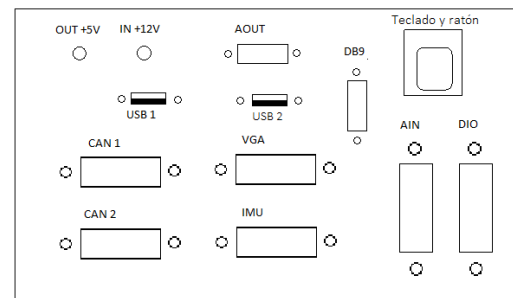 Teclado y ratón
OUT +5V
IN +12V
AOUT
DB9
USB 1
USB 2
AIN
DIO
CAN 1
VGA
CAN 2
IMU